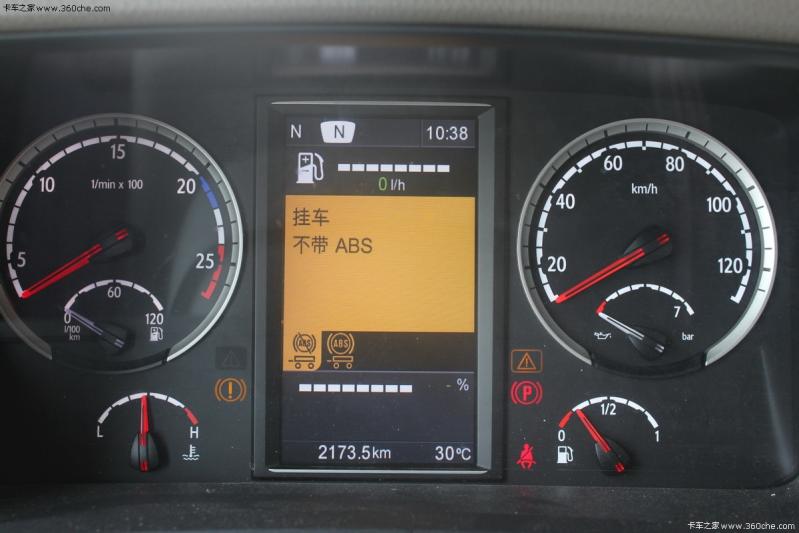 卡车之家 www.360che.com
N N 10:38
0 l/h
挂车
不带 ABS
ABS ABS
- %
2173.5km 30°C
5 10 15 20 25
1/min x 100
0 60 120
l/100
km
L H
20 40 60 80 100 120
km/h
7
bar
P
0 1/2 1
卡车之家 www.360che.com